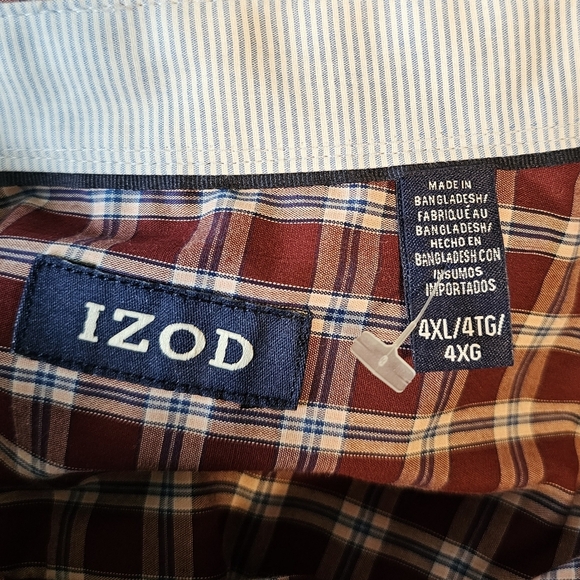 IZOD
MADE IN
BANGLADESH/
FABRIQUÉ AU
BANGLADESH/
HECHO EN
BANGLADESH CON
INSUMOS
IMPORTADOS
4XL/4TG/
4XG